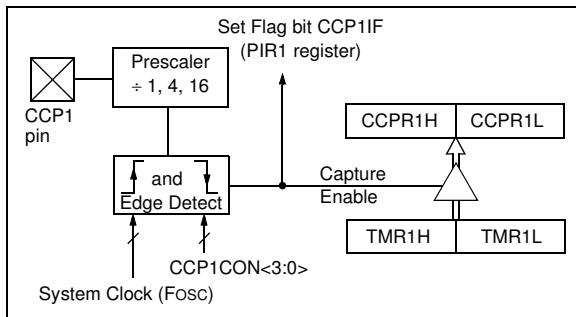 Set Flag bit CCP1IF
(PIR1 register)
Prescaler
÷ 1, 4, 16
CCP1
pin
CCPR1H
CCPR1L
and
Edge Detect
Capture
Enable
TMR1H
TMR1L
CCP1CON<3:0>
System Clock (FOSC)